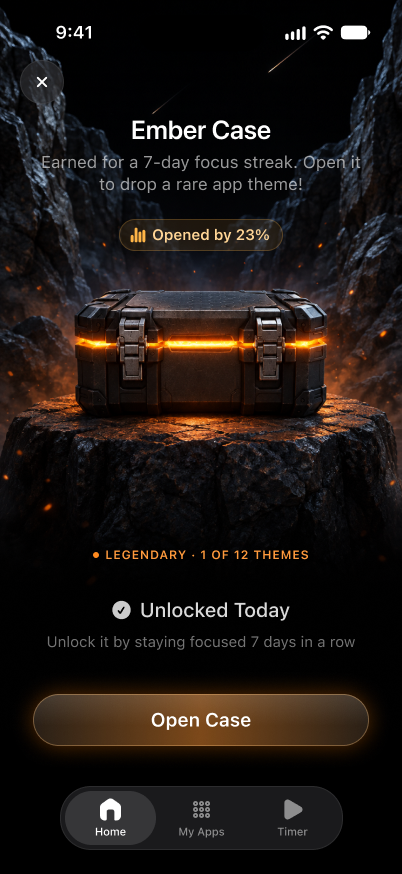 9:41
Ember Case
Earned for a 7-day focus streak. Open it
to drop a rare app theme!
Opened by 23%
LEGENDARY · 1 OF 12 THEMES
Unlocked Today
Unlock it by staying focused 7 days in a row
Open Case
Home
My Apps
Timer